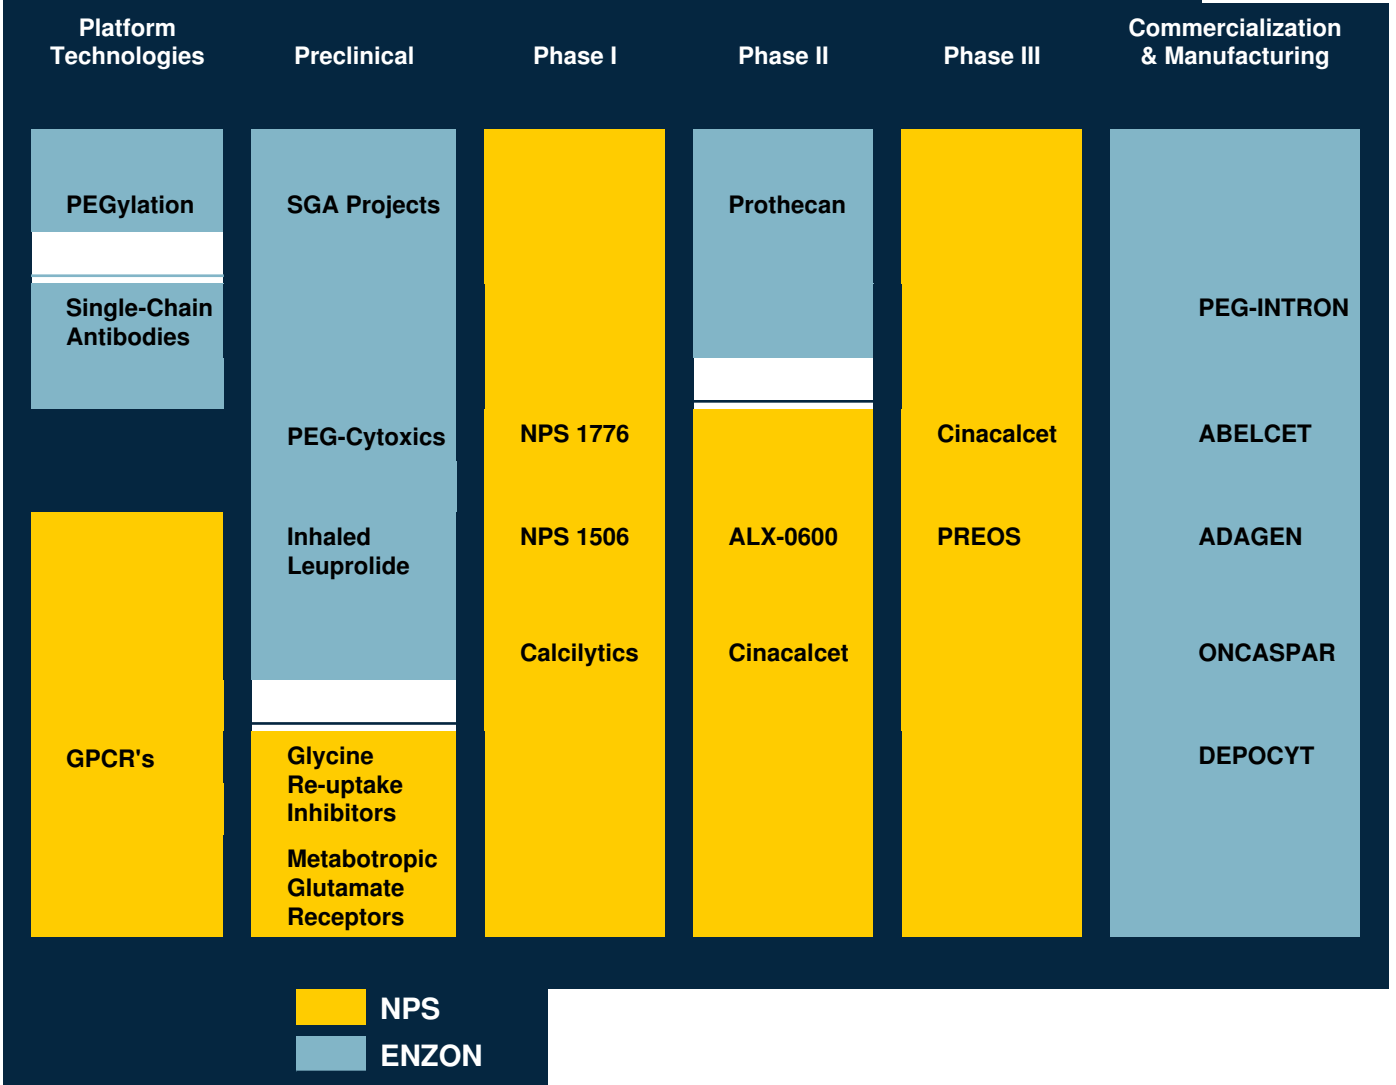 Platform
Technologies
Preclinical
Phase I
Phase II
Phase III
Commercialization
& Manufacturing
PEGylation
Single-Chain
Antibodies
GPCR's
SGA Projects
PEG-Cytoxics
Inhaled
Leuprolide
Glycine
Re-uptake
Inhibitors
Metabotropic
Glutamate
Receptors
NPS 1776
NPS 1506
Calcilytics
Prothecan
ALX-0600
Cinacalcet
Cinacalcet
PREOS
PEG-INTRON
ABELCET
ADAGEN
ONCASPAR
DEPOCYT
NPS
ENZON